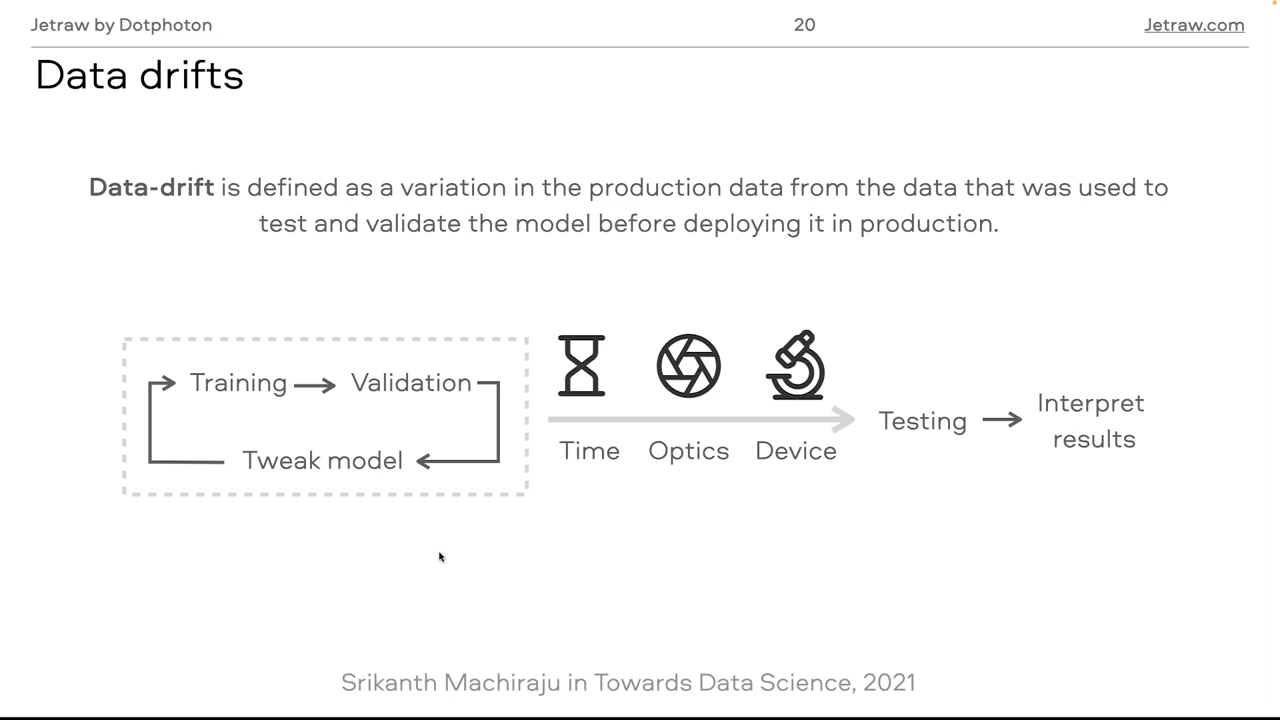 Jetraw by Dotphoton
20
Jetraw.com
Data drifts
Data-drift is defined as a variation in the production data from the data that was used to
test and validate the model before deploying it in production.
Training
Validation
Tweak model
Time
Optics
Device
Testing
Interpret
results
Srikanth Machiraju in Towards Data Science, 2021